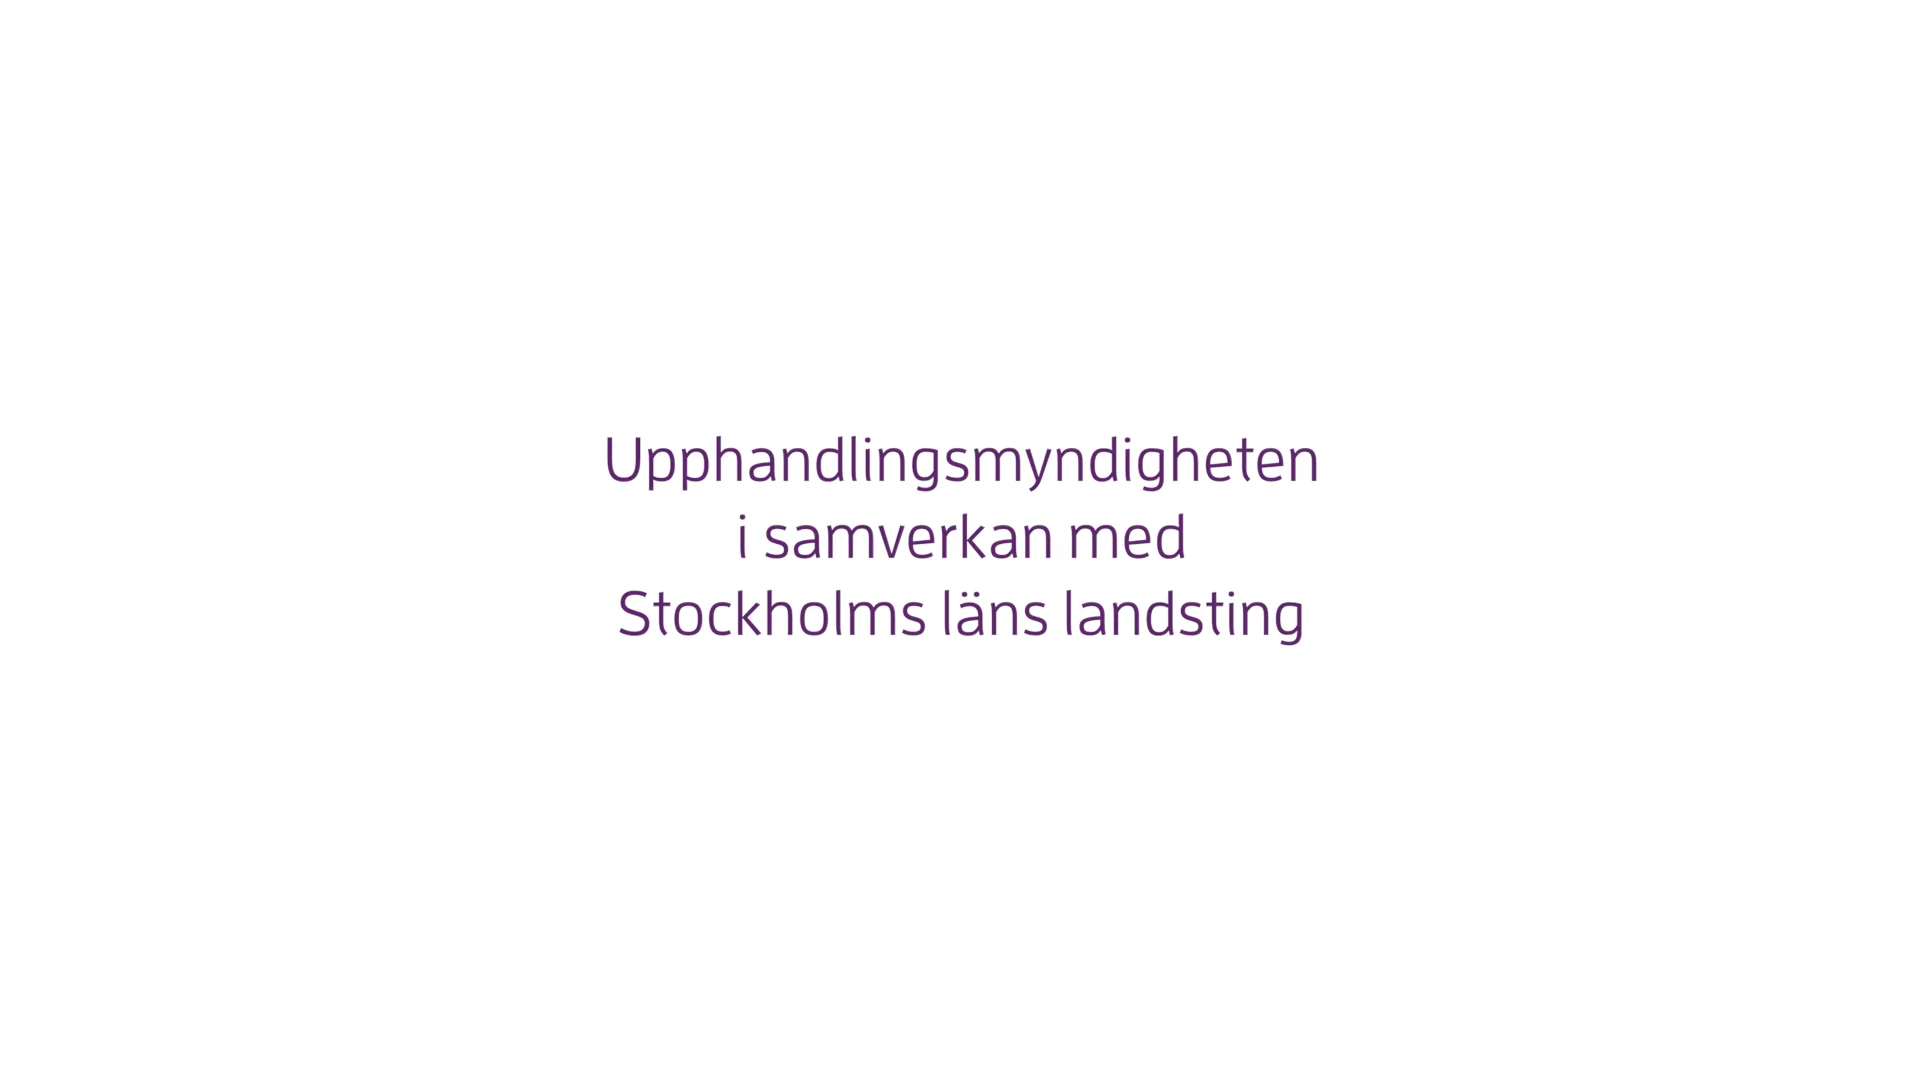 Upphandlingsmyndigheten
i samverkan med
Stockholms läns landsting